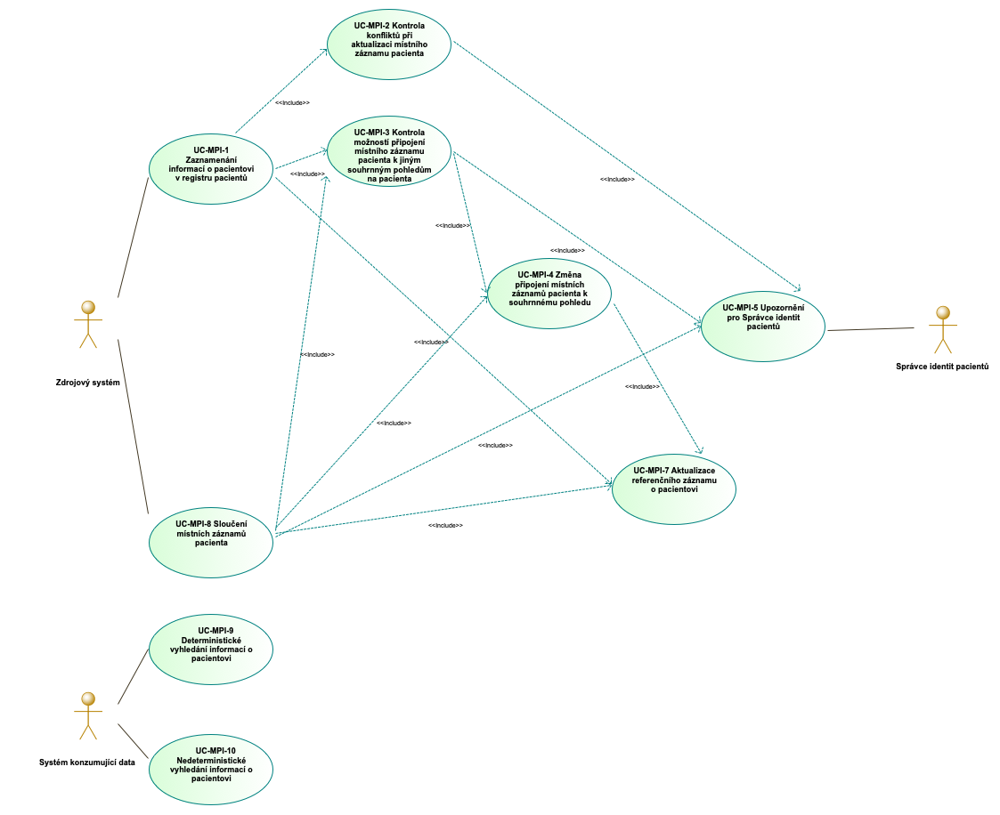 UC-MPI-2 Kontrola
konfliktů při
aktualizaci místního
záznamu pacienta
<<Include>>
UC-MPI-1
Zaznamenání
informací o pacientovi
v registru pacientů
UC-MPI-3 Kontrola
možností připojení
místního záznamu
pacienta k jiným
souhrnným pohledům
na pacienta
<<Include>>
<<Include>>
<<Include>>
<<Include>>
UC-MPI-4 Změna
připojení místních
záznamů pacienta k
souhrnnému pohledu
UC-MPI-5 Upozornění
pro Správce identit
pacientů
Správce identit pacientů
Zdrojový systém
<<Include>>
<<Include>>
<<Include>>
<<Include>>
<<Include>>
UC-MPI-7 Aktualizace
referenčního záznamu
o pacientovi
<<Include>>
UC-MPI-8 Sloučení
místních záznamů
pacienta
UC-MPI-9
Deterministické
vyhledání informací o
pacientovi
Systém konzumující data
UC-MPI-10
Nedeterministické
vyhledání informací o
pacientovi